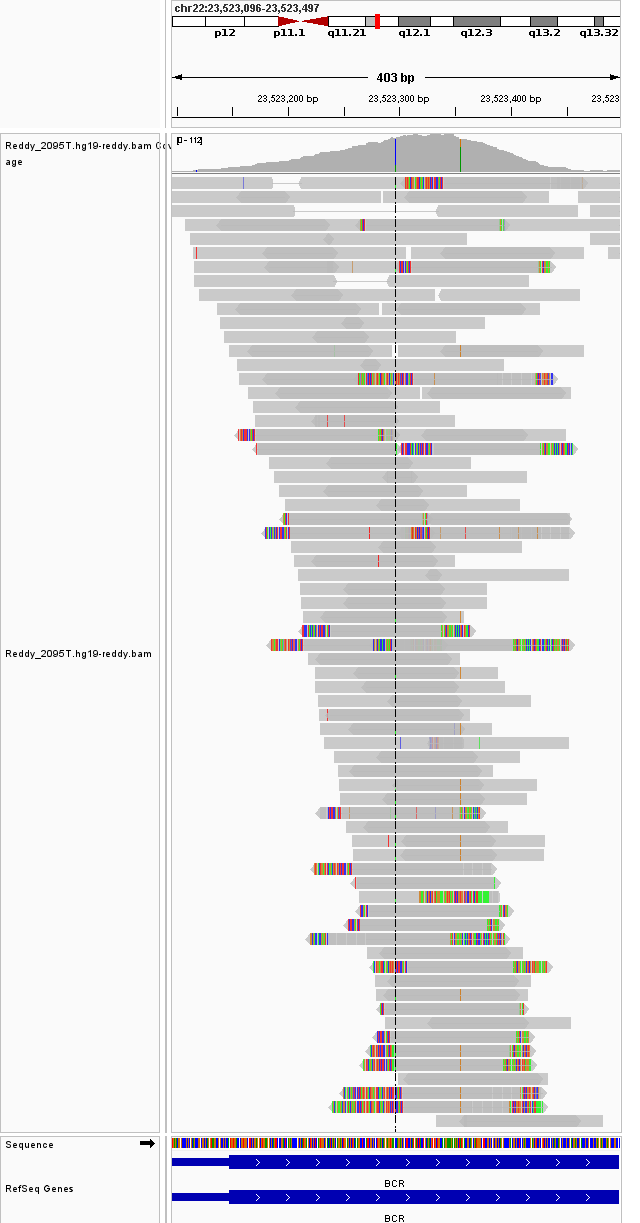 chr22:23,523,096-23,523,497
p12 p11.1 q11.21 q12.1 q12.3 q13.2 q13.32
403 bp
23,523,200 bp 23,523,300 bp 23,523,400 bp 23,523
Reddy_2095T.hg19-reddy.bam Cov
age
[0 - 112]
Reddy_2095T.hg19-reddy.bam
Sequence
RefSeq Genes
BCR
BCR